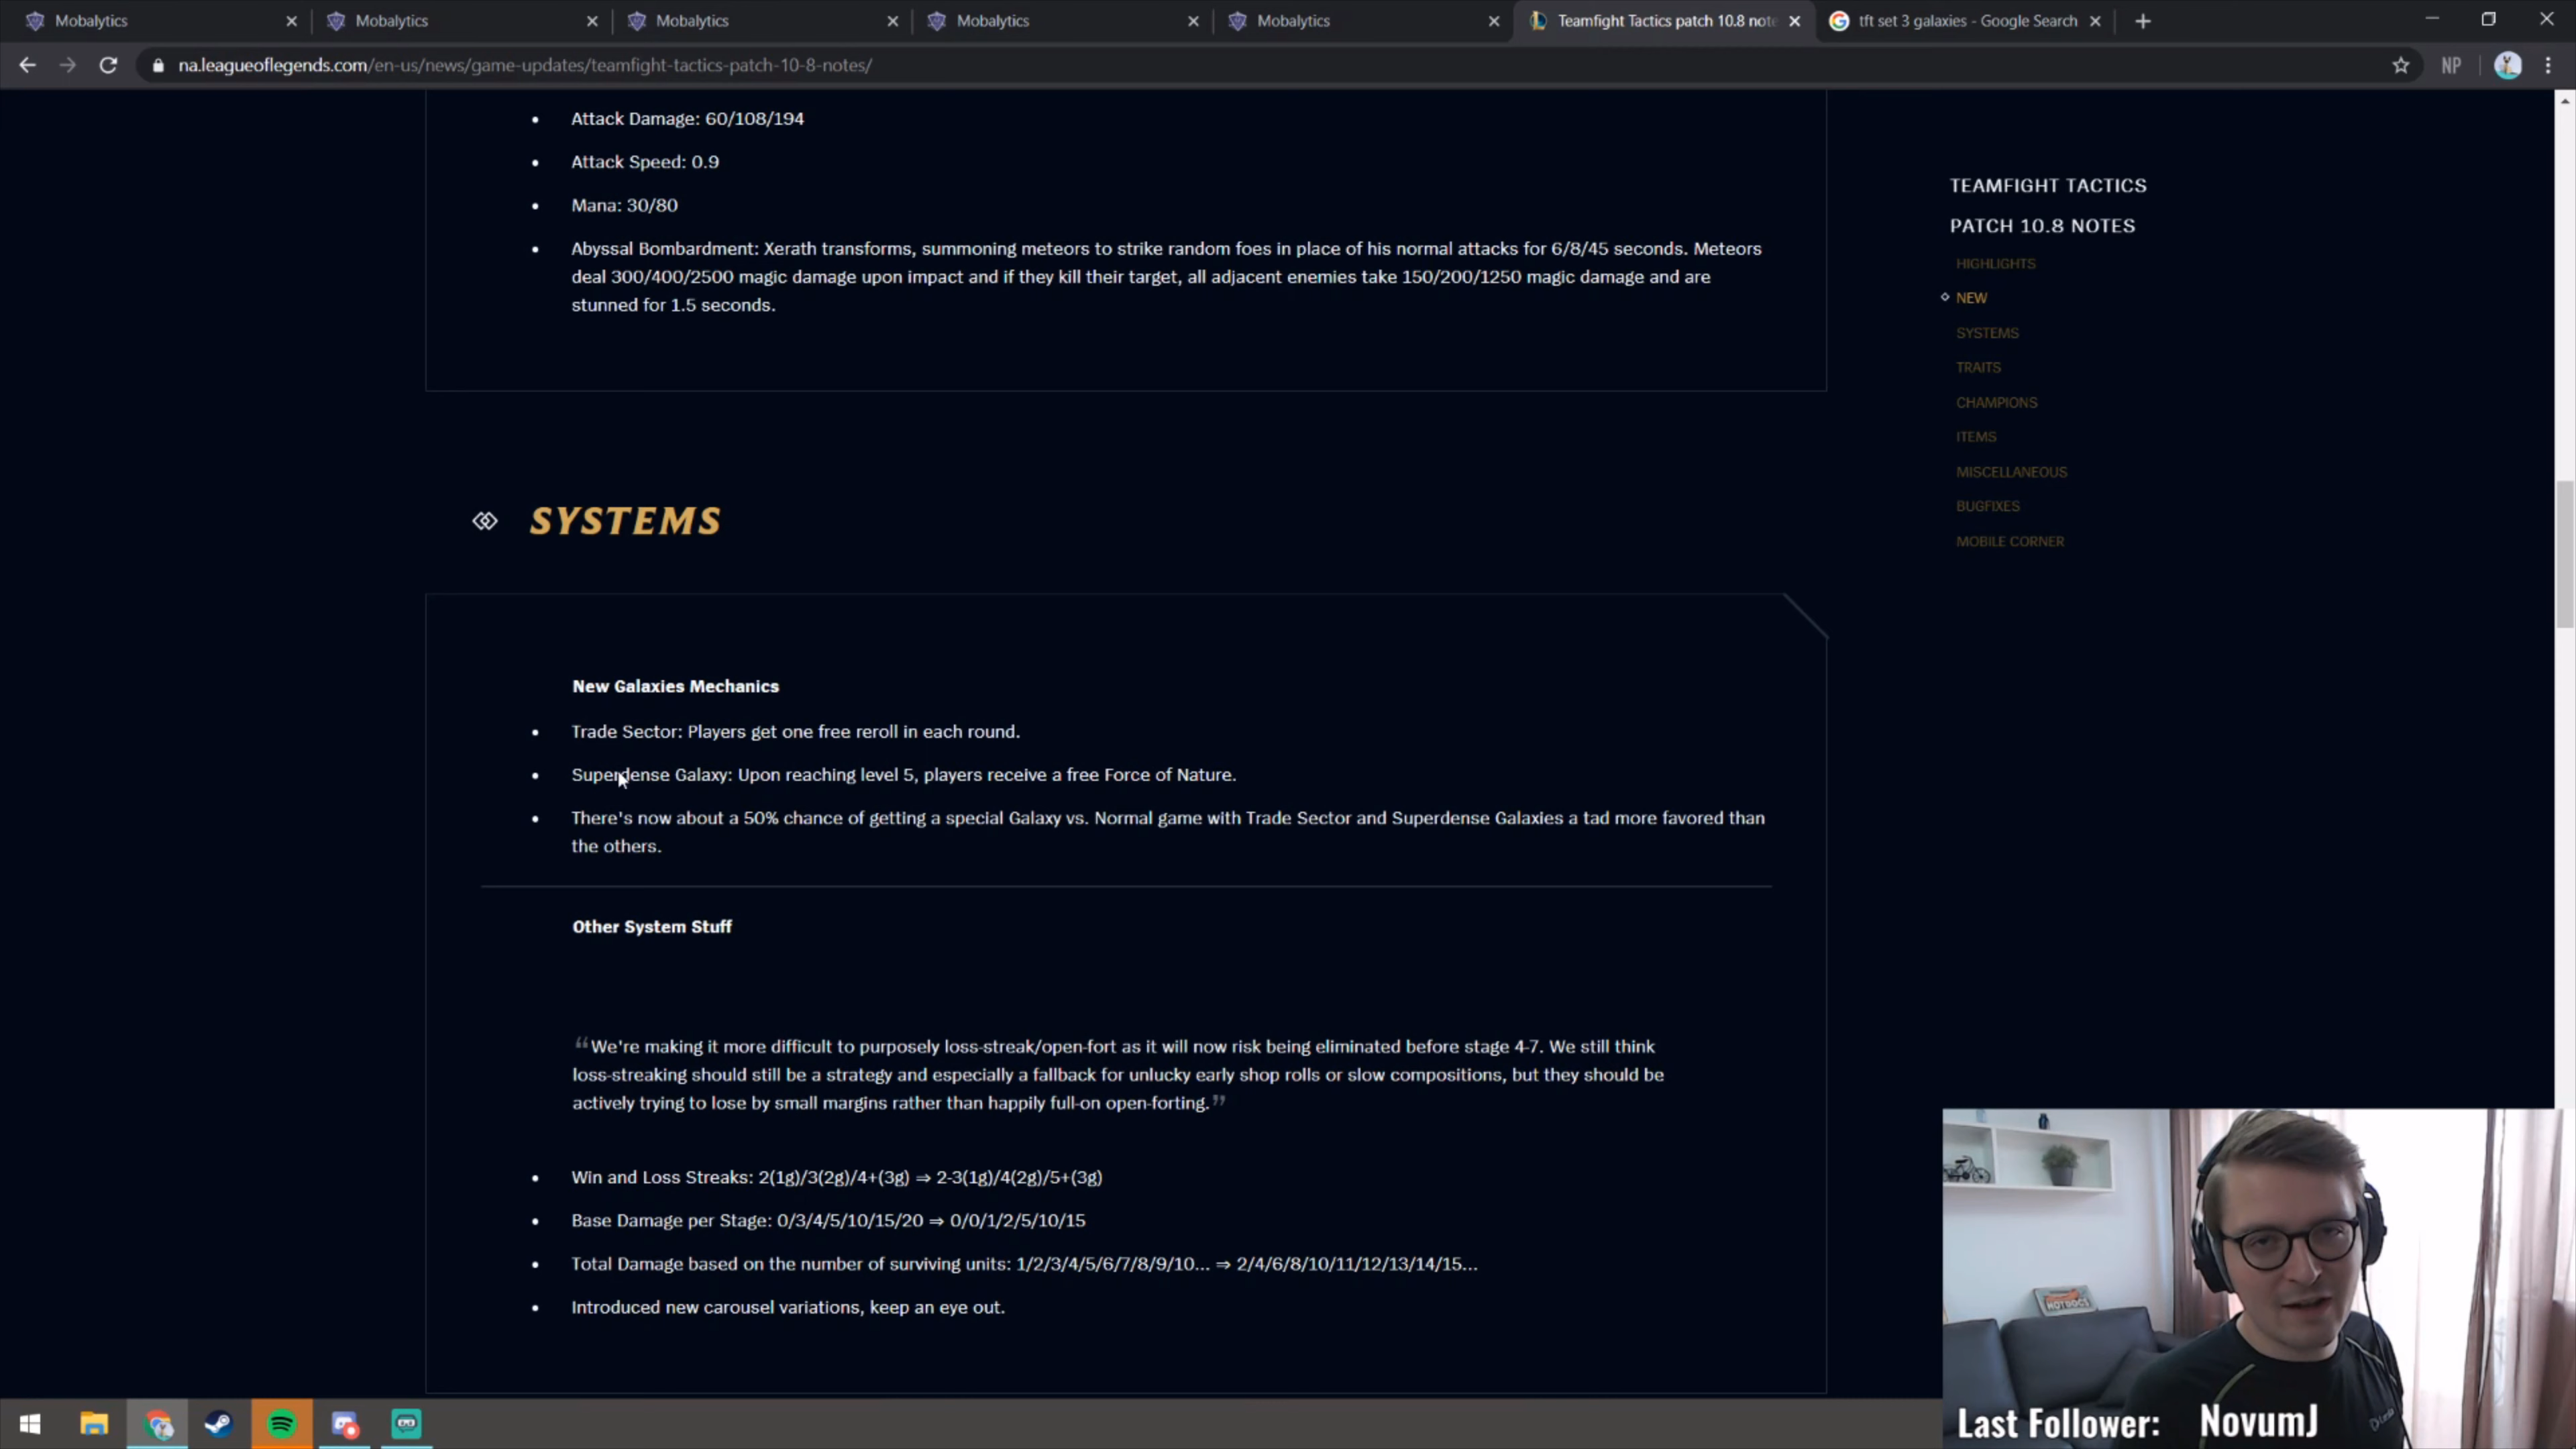 Mobalytics
Mobalytics
Mobalytics
Mobalytics
Mobalytics
Teamfight Tactics patch 10.8 note
tft set 3 galaxies - Google Search
na.leagueoflegends.com/en-us/news/game-updates/teamfight-tactics-patch-10-8-notes/
NP
Attack Damage: 60/108/194
Attack Speed: 0.9
Mana: 30/80
Abyssal Bombardment: Xerath transforms, summoning meteors to strike random foes in place of his normal attacks for 6/8/45 seconds. Meteors
deal 300/400/2500 magic damage upon impact and if they kill their target, all adjacent enemies take 150/200/1250 magic damage and are
stunned for 1.5 seconds.
TEAMFIGHT TACTICS
PATCH 10.8 NOTES
HIGHLIGHTS
NEW
SYSTEMS
TRAITS
CHAMPIONS
ITEMS
MISCELLANEOUS
BUGFIXES
MOBILE CORNER
SYSTEMS
New Galaxies Mechanics
Trade Sector: Players get one free reroll in each round.
Superdense Galaxy: Upon reaching level 5, players receive a free Force of Nature.
There's now about a 50% chance of getting a special Galaxy vs. Normal game with Trade Sector and Superdense Galaxies a tad more favored than
the others.
Other System Stuff
“We're making it more difficult to purposely loss-streak/open-fort as it will now risk being eliminated before stage 4-7. We still think
loss-streaking should still be a strategy and especially a fallback for unlucky early shop rolls or slow compositions, but they should be
actively trying to lose by small margins rather than happily full-on open-forting.”
Win and Loss Streaks: 2(1g)/3(2g)/4+(3g) ⇒ 2-3(1g)/4(2g)/5+(3g)
Base Damage per Stage: 0/3/4/5/10/15/20 ⇒ 0/0/1/2/5/10/15
Total Damage based on the number of surviving units: 1/2/3/4/5/6/7/8/9/10... ⇒ 2/4/6/8/10/11/12/13/14/15...
Introduced new carousel variations, keep an eye out.
HOTDOGS
Last Follower: NovumJ